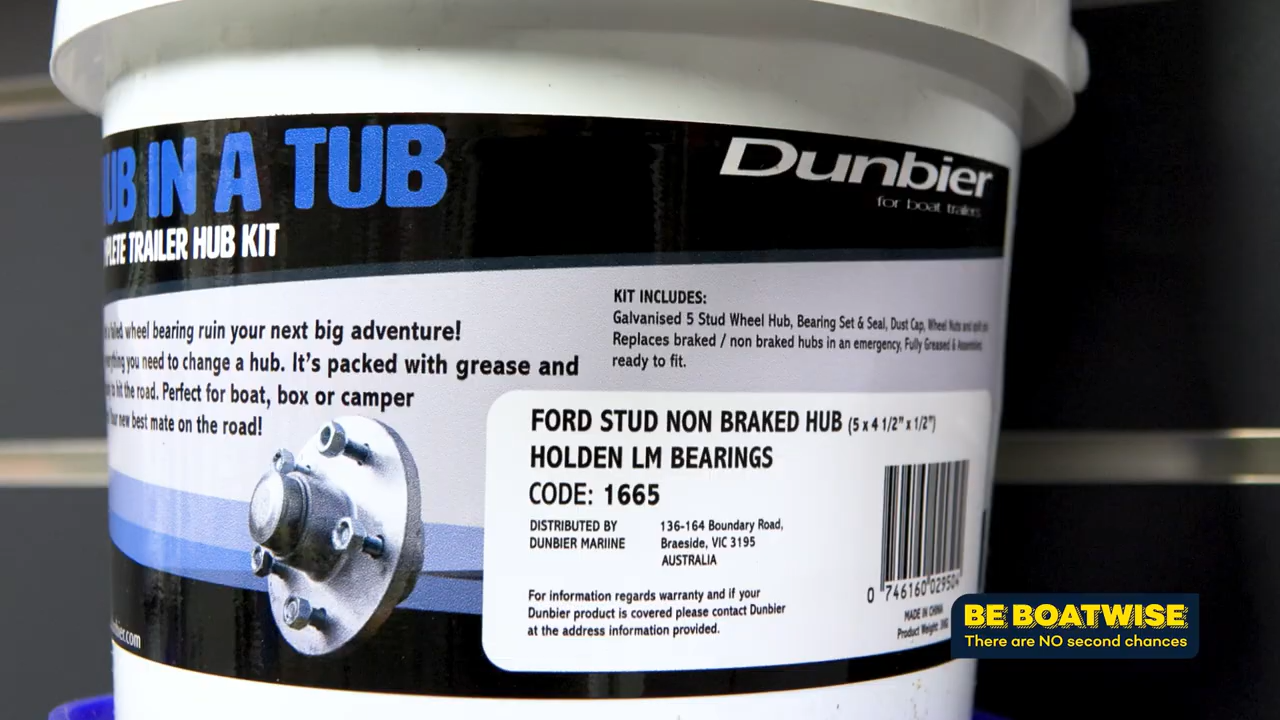 UB IN A TUB
PLETE TRAILER HUB KIT
Dunbier
for boat trailers
wheel bearing ruin your next big adventure!
you need to change a hub. It's packed with grease and
to hit the road. Perfect for boat, box or camper
new best mate on the road!
KIT INCLUDES:
Galvanised 5 Stud Wheel Hub, Bearing Set & Seal, Dust Cap, Wheel Nuts and
Replaces braked / non braked hubs in an emergency, Fully Greased & Assembled
ready to fit.
FORD STUD NON BRAKED HUB (5 x 4 1/2" x 1/2")
HOLDEN LM BEARINGS
CODE: 1665
DISTRIBUTED BY
DUNBIER MARIINE
136-164 Boundary Road,
Braeside, VIC 3195
AUSTRALIA
For information regards warranty and if your
Dunbier product is covered please contact Dunbier
at the address information provided.
0 746160 02950
MADE IN CHINA
Product Weight:
bier.com
BE BOATWISE
There are NO second chances